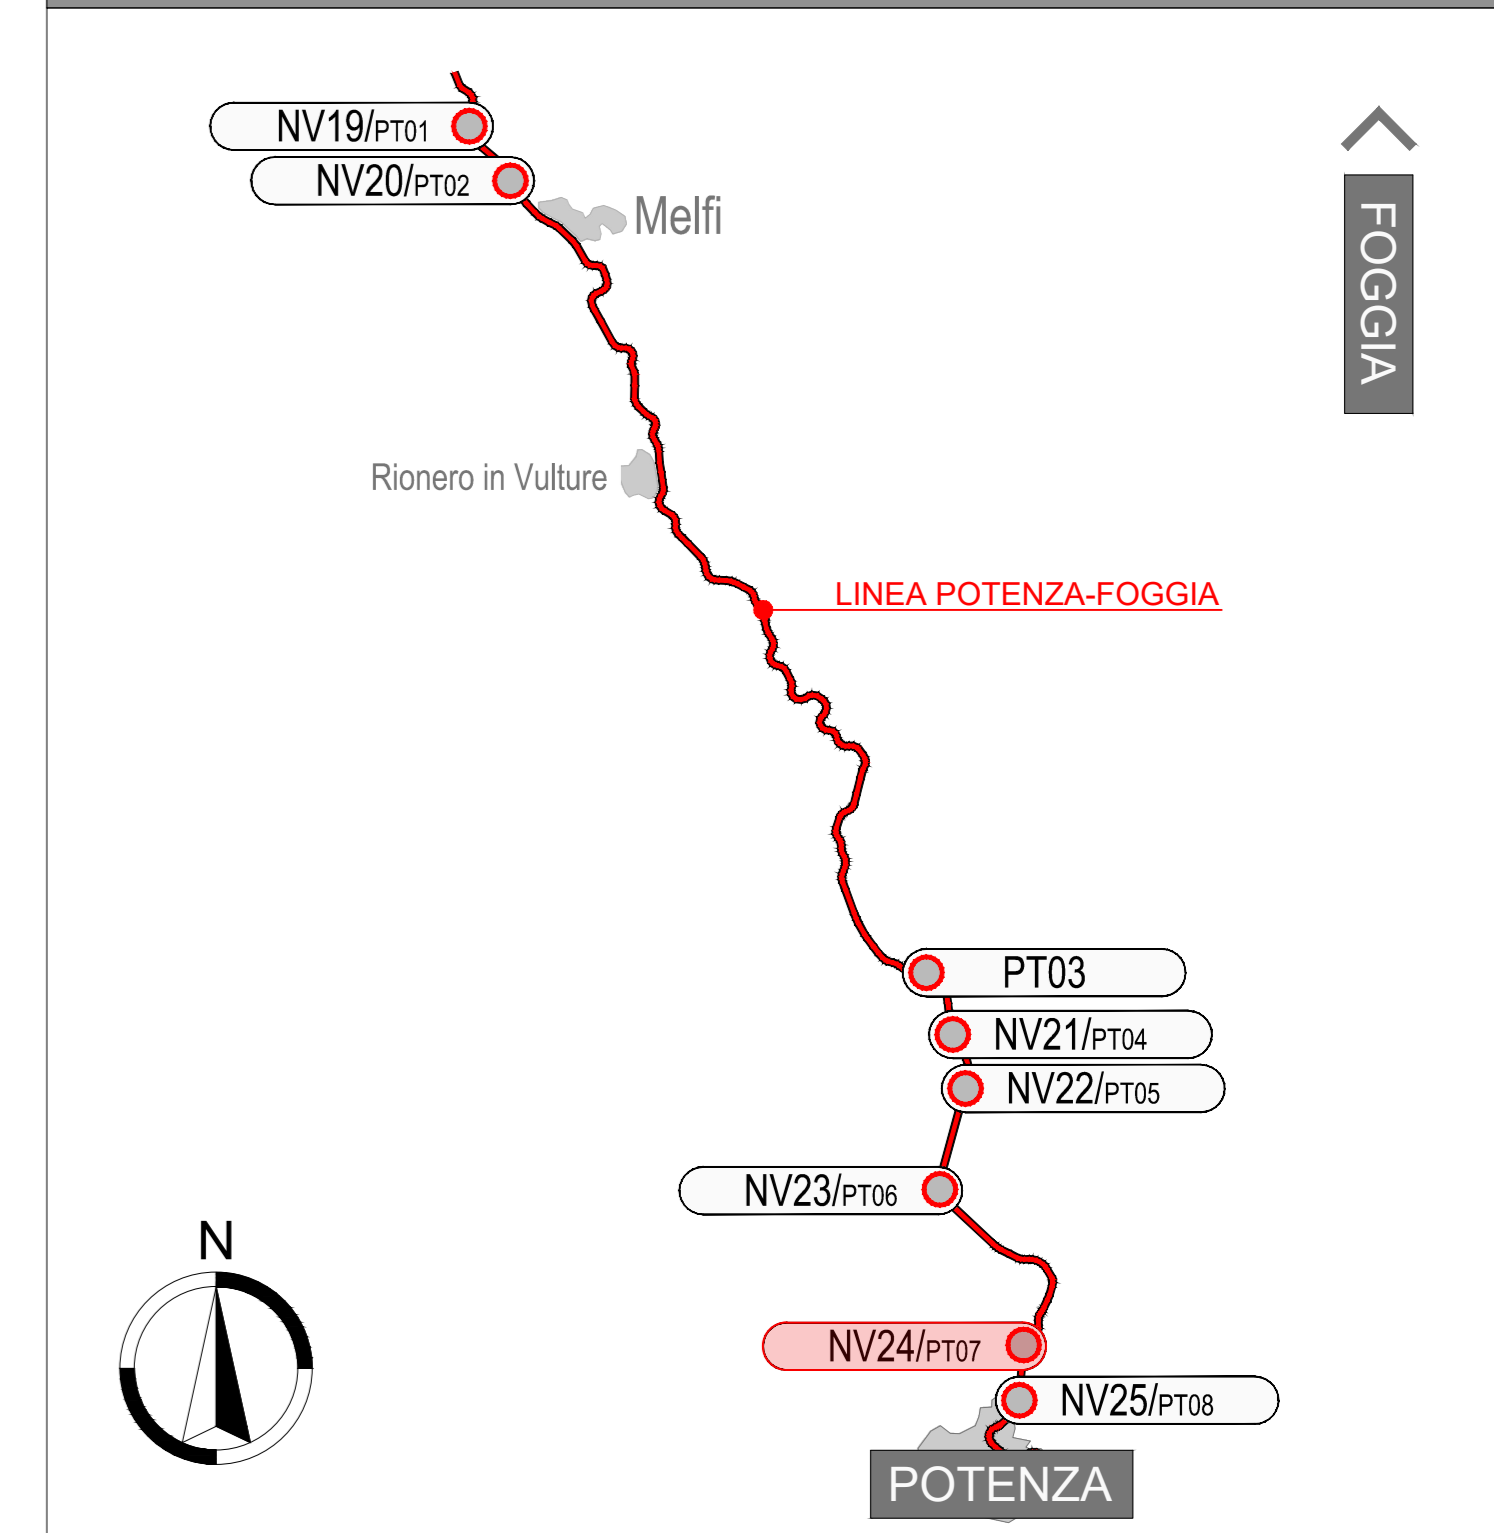 NV19/PT01
NV20/PT02
Melfi
FOGGIA
Rionero in Vulture
LINEA POTENZA-FOGGIA
PT03
NV21/PT04
NV22/PT05
NV23/PT06
N
NV24/PT07
NV25/PT08
POTENZA